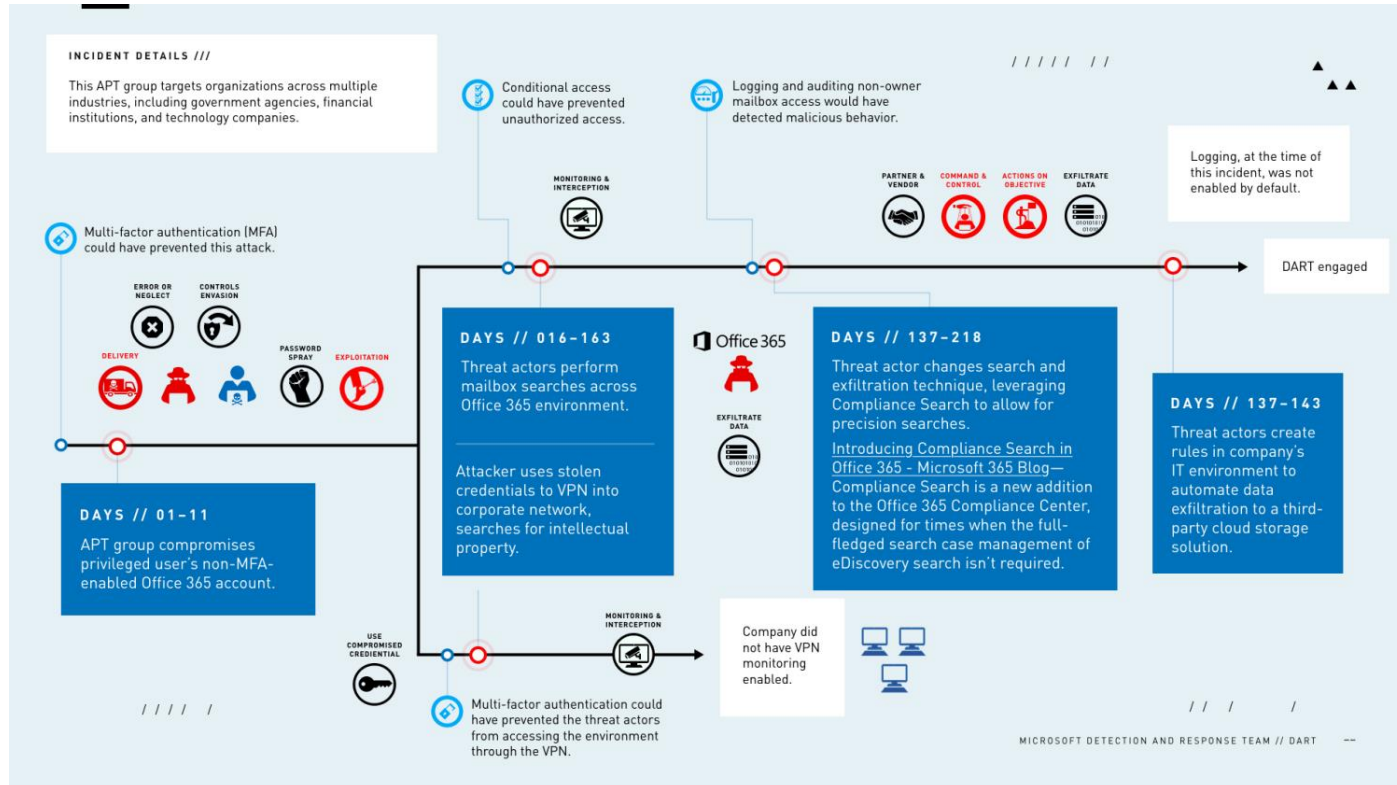 INCIDENT DETAILS ///
This APT group targets organizations across multiple
industries, including government agencies, financial
institutions, and technology companies.
Conditional access
could have prevented
unauthorized access.
Logging and auditing non-owner
mailbox access would have
detected malicious behavior.
Logging, at the time of
this incident, was not
enabled by default.
MONITORING &
INTERCEPTION
PARTNER &
VENDOR
COMMAND &
CONTROL
ACTIONS ON
OBJECTIVE
EXFILTRATE
DATA
Multi-factor authentication (MFA)
could have prevented this attack.
DART engaged
ERROR OR
NEGLECT
CONTROLS
ENVASION
DELIVERY
PASSWORD
SPRAY
EXPLOITATION
DAYS // 01–11
APT group compromises
privileged user's non-MFA-
enabled Office 365 account.
DAYS // 016–163
Threat actors perform
mailbox searches across
Office 365 environment.
Attacker uses stolen
credentials to VPN into
corporate network,
searches for intellectual
property.
Office 365
EXFILTRATE
DATA
DAYS // 137–218
Threat actor changes search and
exfiltration technique, leveraging
Compliance Search to allow for
precision searches.
Introducing Compliance Search in
Office 365 - Microsoft 365 Blog—
Compliance Search is a new addition
to the Office 365 Compliance Center,
designed for times when the full-
fledged search case management of
eDiscovery search isn't required.
DAYS // 137–143
Threat actors create
rules in company's
IT environment to
automate data
exfiltration to a third-
party cloud storage
solution.
USE
COMPROMISED
CREDIENTIAL
MONITORING &
INTERCEPTION
Company did
not have VPN
monitoring
enabled.
Multi-factor authentication could
have prevented the threat actors
from accessing the environment
through the VPN.
MICROSOFT DETECTION AND RESPONSE TEAM // DART